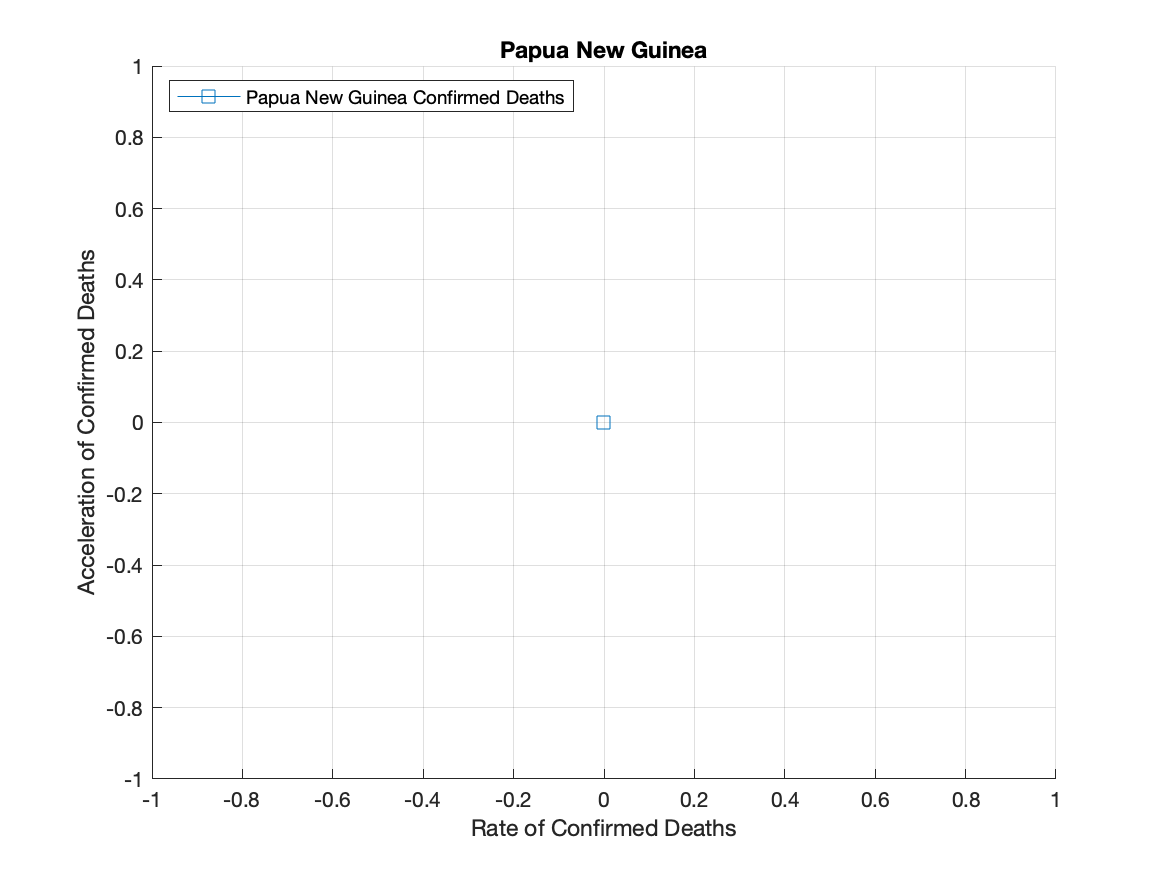 Papua New Guinea
Papua New Guinea Confirmed Deaths
1
0.8
0.6
0.4
0.2
0
-0.2
-0.4
-0.6
-0.8
-1
Acceleration of Confirmed Deaths
-1 -0.8 -0.6 -0.4 -0.2 0 0.2 0.4 0.6 0.8 1
Rate of Confirmed Deaths